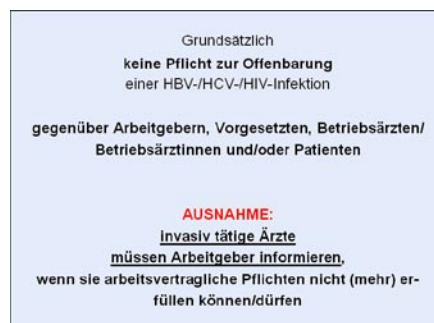 Grundsätzlich
keine Pflicht zur Offenbarung
einer HBV-/HCV-/HIV-Infektion
gegenüber Arbeitgebern, Vorgesetzten, Betriebsärzten/
Betriebsärztinnen und/oder Patienten
AUSNAHME:
invasiv tätige Ärzte
müssen Arbeitgeber informieren,
wenn sie arbeitsvertragliche Pflichten nicht (mehr) er-
füllen können/dürfen